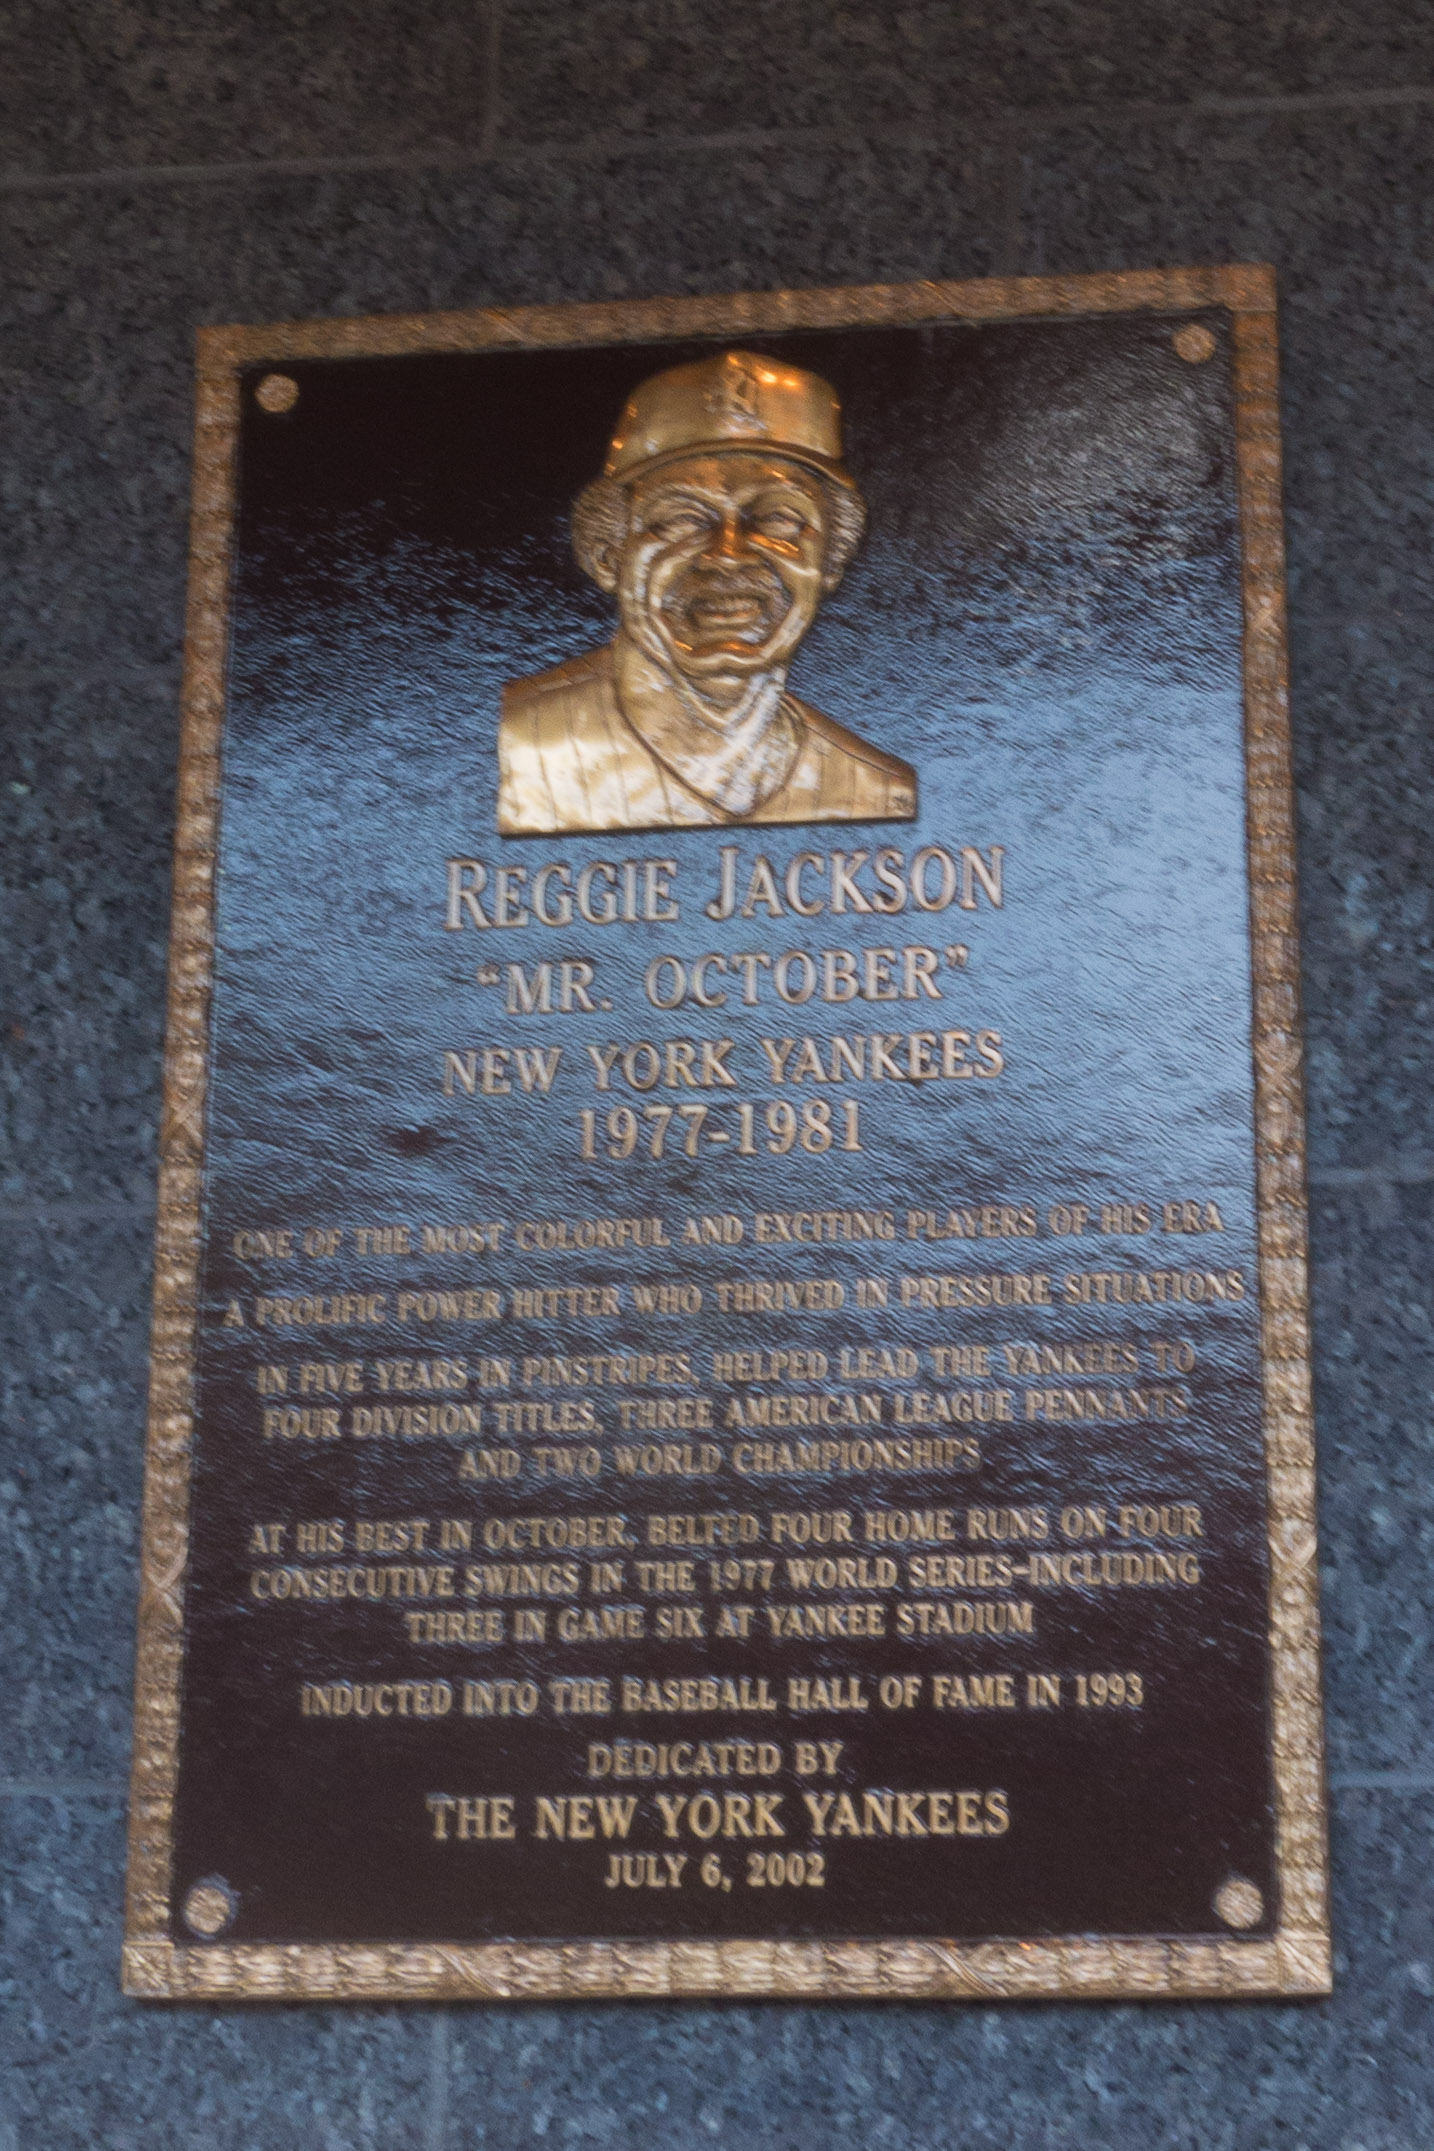 REGGIE JACKSON
"MR. OCTOBER"
NEW YORK YANKEES
1977-1981
ONE OF THE MOST COLORFUL AND EXCITING PLAYERS OF HIS ERA
A PROLIFIC POWER HITTER WHO THRIVED IN PRESSURE SITUATIONS
IN FIVE YEARS IN PINSTRIPES, HELPED LEAD THE YANKEES TO
FOUR DIVISION TITLES, THREE AMERICAN LEAGUE PENNANTS
AND TWO WORLD CHAMPIONSHIPS
AT HIS BEST IN OCTOBER, BELTED FOUR HOME RUNS ON FOUR
CONSECUTIVE SWINGS IN THE 1977 WORLD SERIES-INCLUDING
THREE IN GAME SIX AT YANKEE STADIUM
INDUCTED INTO THE BASEBALL HALL OF FAME IN 1993
DEDICATED BY
THE NEW YORK YANKEES
JULY 6, 2002